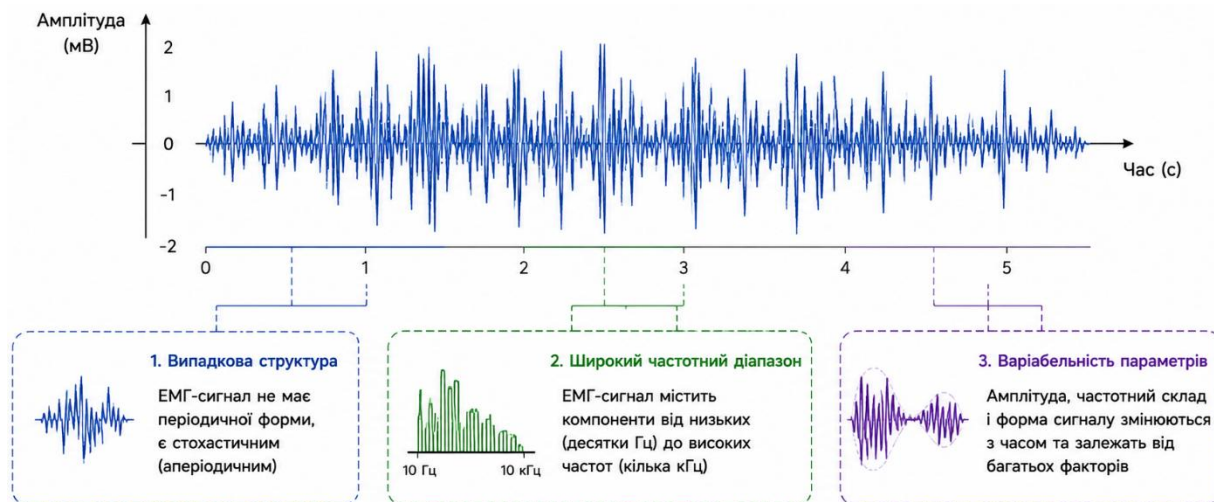 Амплітуда
(мВ)
2
1
0
-1
-2
Час (с)
0 1 2 3 4 5
1. Випадкова структура
ЕМГ-сигнал не має
періодичної форми,
є стохастичним
(аперіодичним)
2. Широкий частотний діапазон
ЕМГ-сигнал містить
компоненти від низьких
(десятки Гц) до високих
частот (кілька кГц)
10 Гц 10 кГц
3. Варіабельність параметрів
Амплітуда, частотний склад
і форма сигналу змінюються
з часом та залежать від
багатьох факторів